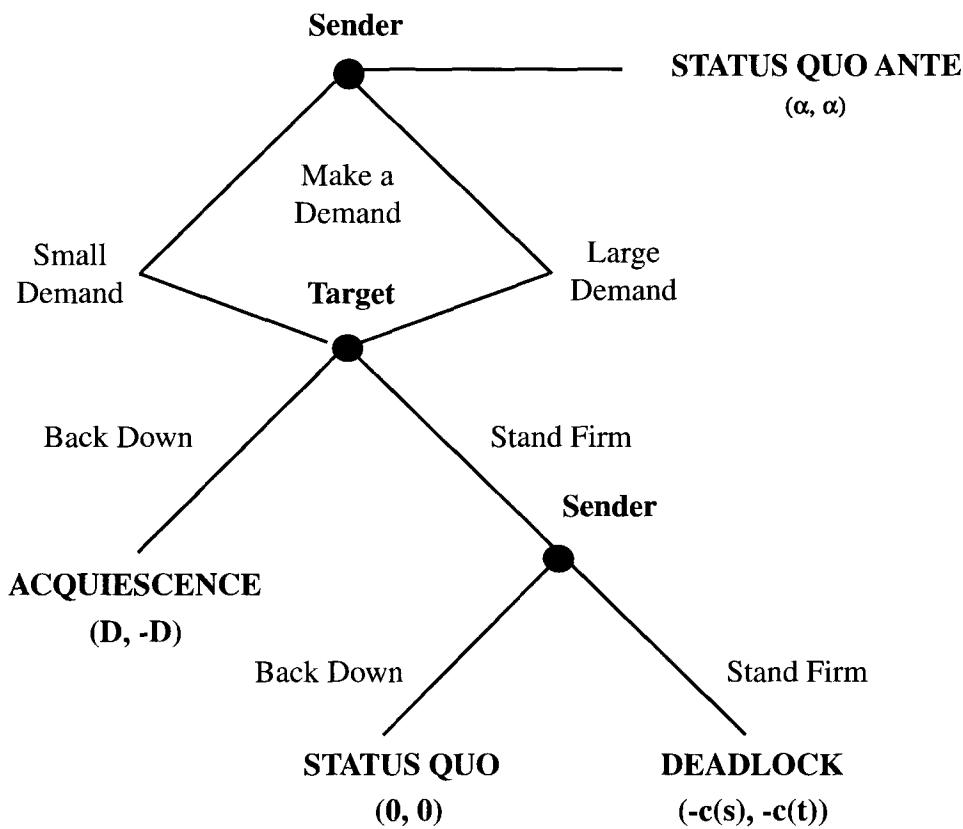 Sender
STATUS QUO ANTE
(α, α)
Make a
Demand
Small
Demand
Large
Demand
Target
Back Down
Stand Firm
Sender
ACQUIESCENCE
(D, -D)
Back Down
Stand Firm
STATUS QUO
(0, 0)
DEADLOCK
(-c(s), -c(t))